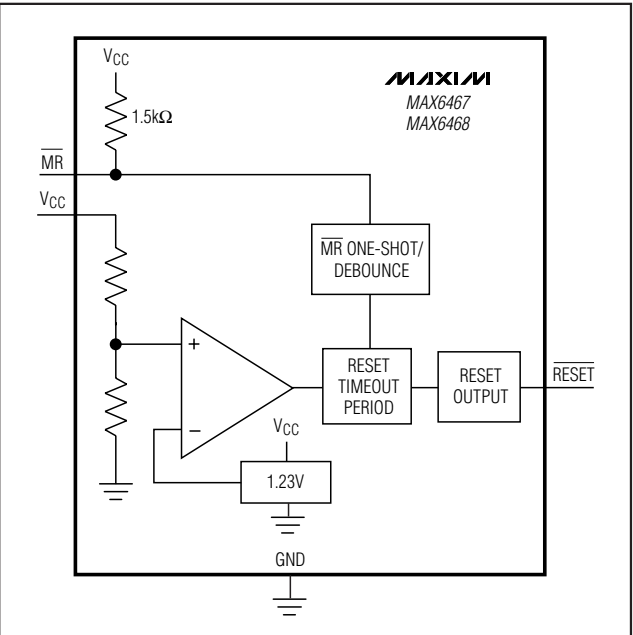 VCC
MAXIM
MAX6467
MAX6468
1.5kΩ
MR
VCC
MR ONE-SHOT/
DEBOUNCE
+
RESET
TIMEOUT
PERIOD
RESET
OUTPUT
RESET
−
VCC
1.23V
GND